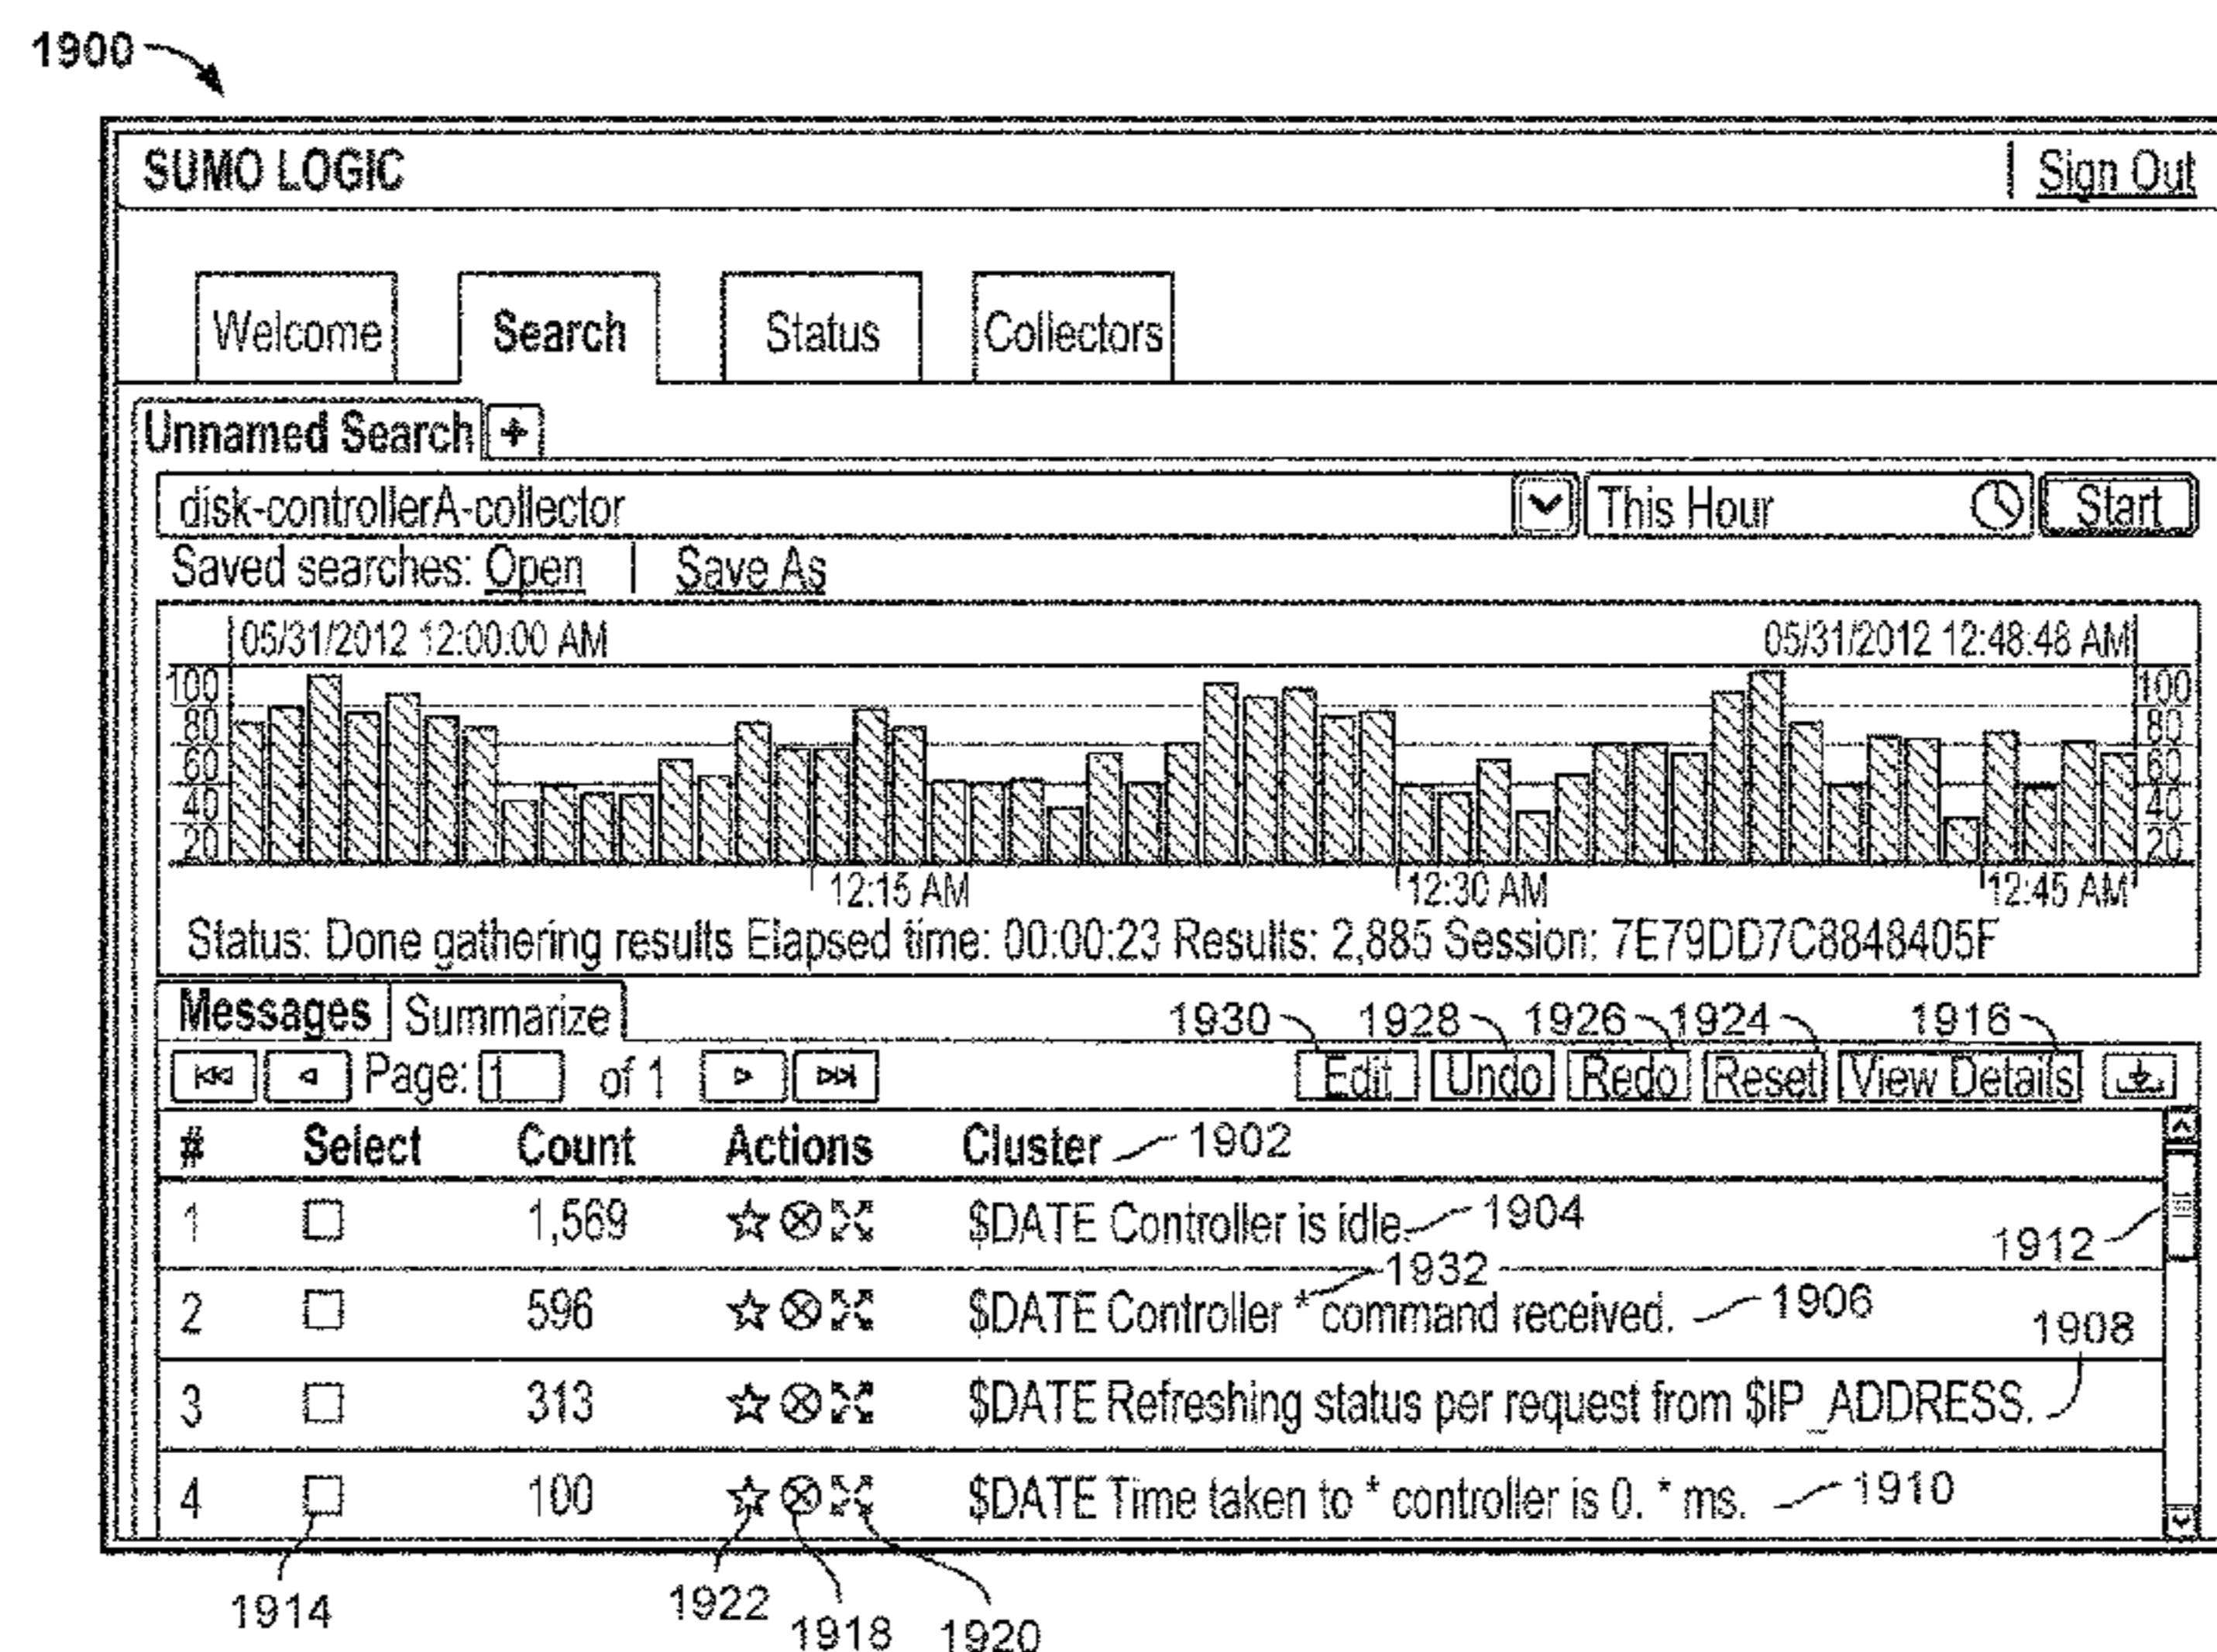 1900
SUMO LOGIC | Sign Out
Welcome Search Status Collectors
Unnamed Search +
disk-controllerA-collector This Hour Start
Saved searches: Open | Save As
05/31/2012 12:00:00 AM 05/31/2012 12:48:48 AM
100 100
80 80
60 60
40 40
20 20
12:15 AM 12:30 AM 12:45 AM
Status: Done gathering results Elapsed time: 00:00:23 Results: 2,885 Session: 7E79DD7C8848405F
Messages Summarize 1930 1928 1926 1924 1916
Page: 1 of 1 Edit Undo Redo Reset View Details
# Select Count Actions Cluster 1902
1 1,569 $DATE Controller is idle. 1904
1912
1932
2 596 $DATE Controller * command received. 1906
1908
3 313 $DATE Refreshing status per request from $IP_ADDRESS.
4 100 $DATE Time taken to * controller is 0. * ms. 1910
1914 1922 1918 1920